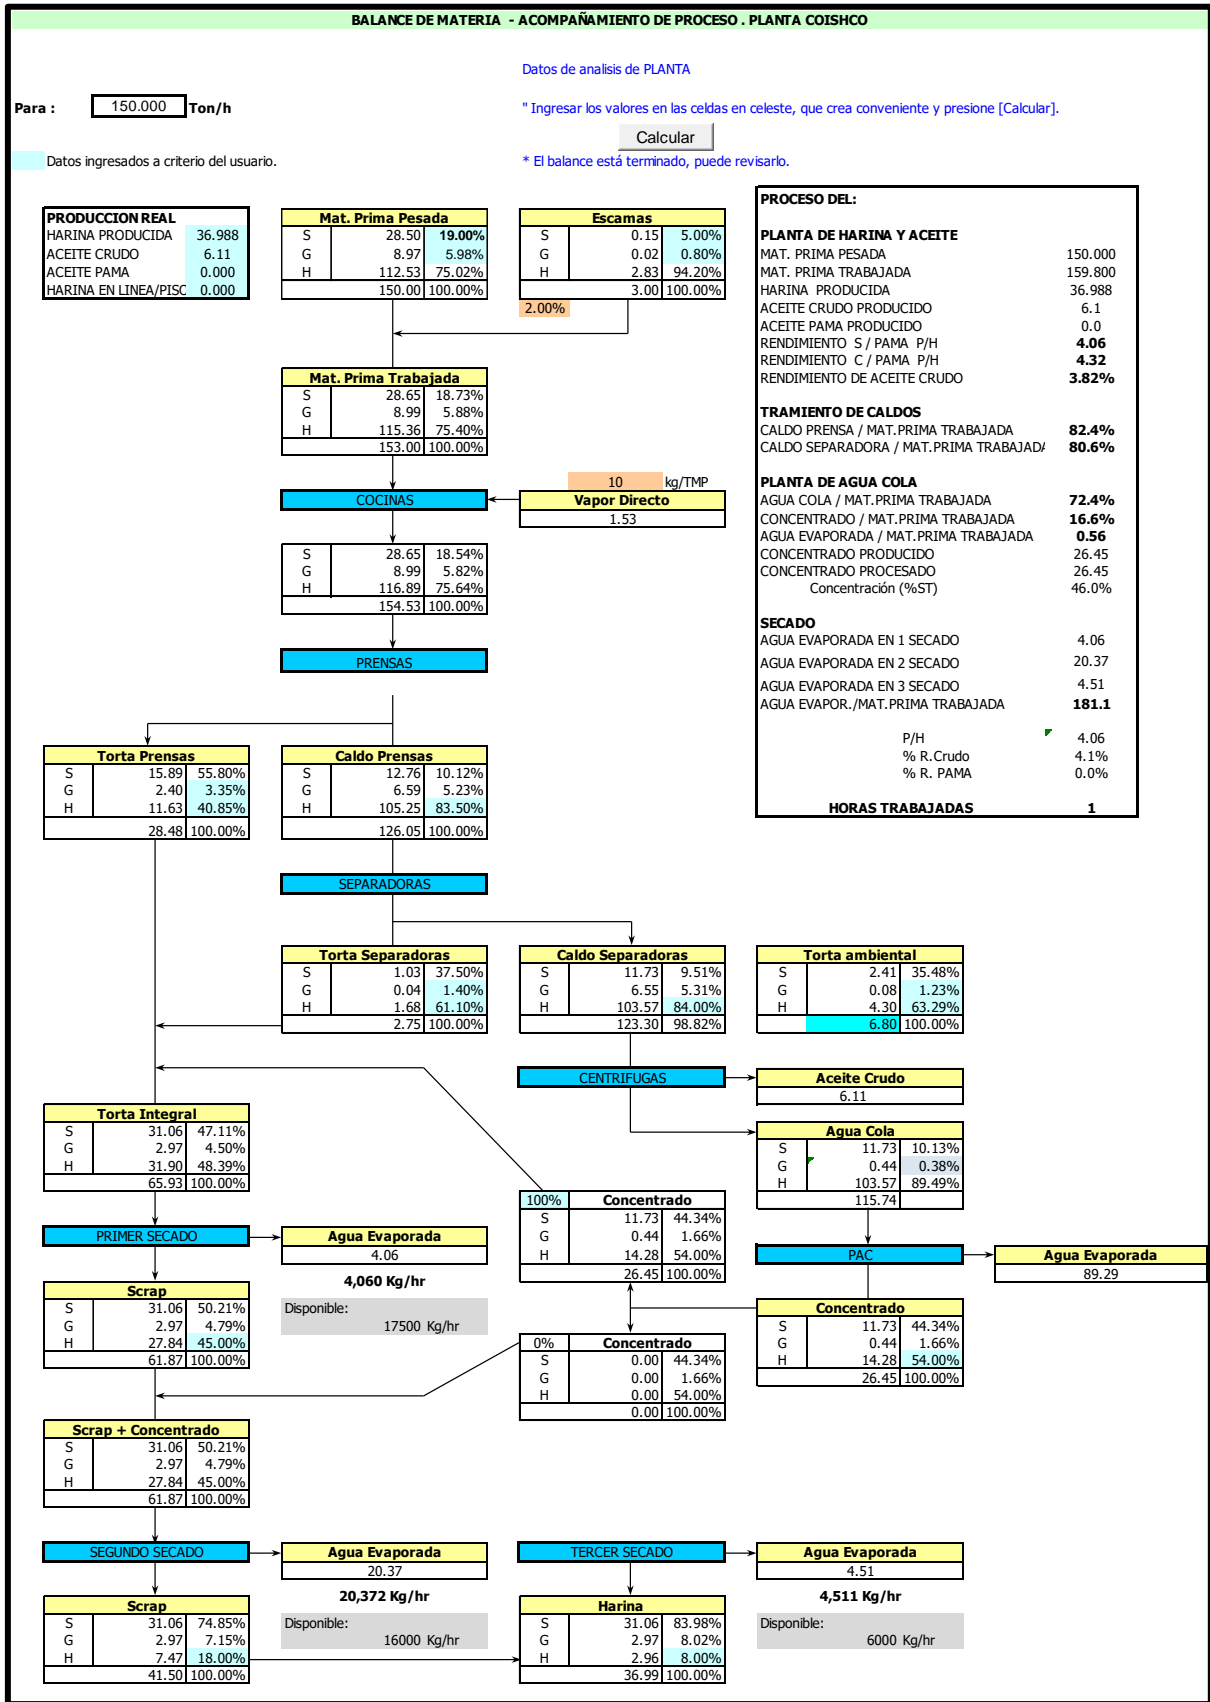 BALANCE DE MATERIA - ACOMPAÑAMIENTO DE PROCESO . PLANTA COISHCO
Datos de analisis de PLANTA
Para : 150.000 Ton/h
" Ingresar los valores en las celdas en celeste, que crea conveniente y presione [Calcular].
Calcular
Datos ingresados a criterio del usuario.
* El balance está terminado, puede revisarlo.
PRODUCCION REAL
HARINA PRODUCIDA 36.988
ACEITE CRUDO 6.11
ACEITE PAMA 0.000
HARINA EN LINEA/PISO 0.000
Mat. Prima Pesada
S 28.50 19.00%
G 8.97 5.98%
H 112.53 75.02%
150.00 100.00%
Escamas
S 0.15 5.00%
G 0.02 0.80%
H 2.83 94.20%
3.00 100.00%
2.00%
PROCESO DEL:
PLANTA DE HARINA Y ACEITE
MAT. PRIMA PESADA 150.000
MAT. PRIMA TRABAJADA 159.800
HARINA PRODUCIDA 36.988
ACEITE CRUDO PRODUCIDO 6.1
ACEITE PAMA PRODUCIDO 0.0
RENDIMIENTO S / PAMA P/H 4.06
RENDIMIENTO C / PAMA P/H 4.32
RENDIMIENTO DE ACEITE CRUDO 3.82%
TRAMIENTO DE CALDOS
CALDO PRENSA / MAT.PRIMA TRABAJADA 82.4%
CALDO SEPARADORA / MAT.PRIMA TRABAJADA 80.6%
PLANTA DE AGUA COLA
AGUA COLA / MAT.PRIMA TRABAJADA 72.4%
CONCENTRADO / MAT.PRIMA TRABAJADA 16.6%
AGUA EVAPORADA / MAT.PRIMA TRABAJADA 0.56
CONCENTRADO PRODUCIDO 26.45
CONCENTRADO PROCESADO 26.45
Concentración (%ST) 46.0%
SECADO
AGUA EVAPORADA EN 1 SECADO 4.06
AGUA EVAPORADA EN 2 SECADO 20.37
AGUA EVAPORADA EN 3 SECADO 4.51
AGUA EVAPOR./MAT.PRIMA TRABAJADA 181.1
P/H 4.06
% R.Crudo 4.1%
% R. PAMA 0.0%
HORAS TRABAJADAS 1
Mat. Prima Trabajada
S 28.65 18.73%
G 8.99 5.88%
H 115.36 75.40%
153.00 100.00%
10 kg/TMP
COCINAS
Vapor Directo
1.53
S 28.65 18.54%
G 8.99 5.82%
H 116.89 75.64%
154.53 100.00%
PRENSAS
Torta Prensas
S 15.89 55.80%
G 2.40 3.35%
H 11.63 40.85%
28.48 100.00%
Caldo Prensas
S 12.76 10.12%
G 6.59 5.23%
H 105.25 83.50%
126.05 100.00%
SEPARADORAS
Torta Separadoras
S 1.03 37.50%
G 0.04 1.40%
H 1.68 61.10%
2.75 100.00%
Caldo Separadoras
S 11.73 9.51%
G 6.55 5.31%
H 103.57 84.00%
123.30 98.82%
Torta ambiental
S 2.41 35.48%
G 0.08 1.23%
H 4.30 63.29%
6.80 100.00%
CENTRIFUGAS
Aceite Crudo
6.11
Torta Integral
S 31.06 47.11%
G 2.97 4.50%
H 31.90 48.39%
65.93 100.00%
Agua Cola
S 11.73 10.13%
G 0.44 0.38%
H 103.57 89.49%
115.74
100% Concentrado
S 11.73 44.34%
G 0.44 1.66%
H 14.28 54.00%
26.45 100.00%
PRIMER SECADO
Agua Evaporada
4.06
4,060 Kg/hr
Disponible:
17500 Kg/hr
PAC
Agua Evaporada
89.29
Scrap
S 31.06 50.21%
G 2.97 4.79%
H 27.84 45.00%
61.87 100.00%
Concentrado
S 11.73 44.34%
G 0.44 1.66%
H 14.28 54.00%
26.45 100.00%
0% Concentrado
S 0.00 44.34%
G 0.00 1.66%
H 0.00 54.00%
0.00 100.00%
Scrap + Concentrado
S 31.06 50.21%
G 2.97 4.79%
H 27.84 45.00%
61.87 100.00%
SEGUNDO SECADO
Agua Evaporada
20.37
20,372 Kg/hr
Disponible:
16000 Kg/hr
TERCER SECADO
Agua Evaporada
4.51
4,511 Kg/hr
Disponible:
6000 Kg/hr
Scrap
S 31.06 74.85%
G 2.97 7.15%
H 7.47 18.00%
41.50 100.00%
Harina
S 31.06 83.98%
G 2.97 8.02%
H 2.96 8.00%
36.99 100.00%